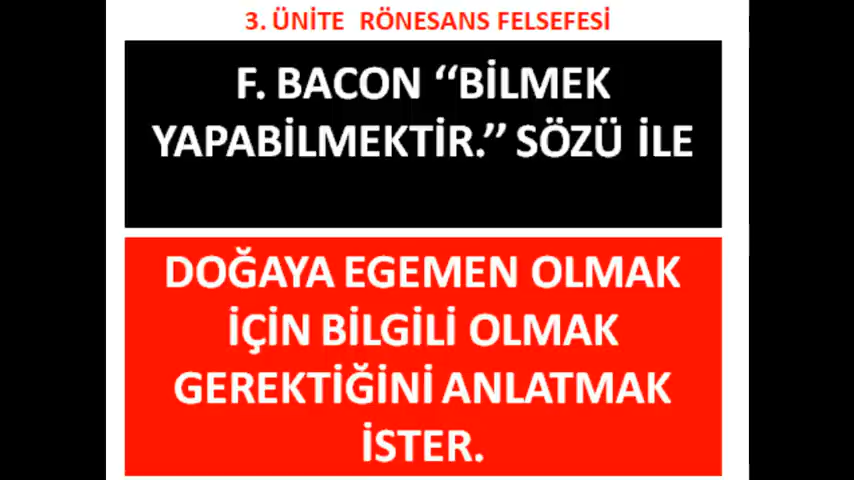 3. ÜNİTE RÖNESANS FELSEFESİ
F. BACON ‘‘BİLMEK
YAPABİLMEKTİR.’’ SÖZÜ İLE
DOĞAYA EGEMEN OLMAK
İÇİN BİLGİLİ OLMAK
GEREKTİĞİNİ ANLATMAK
İSTER.